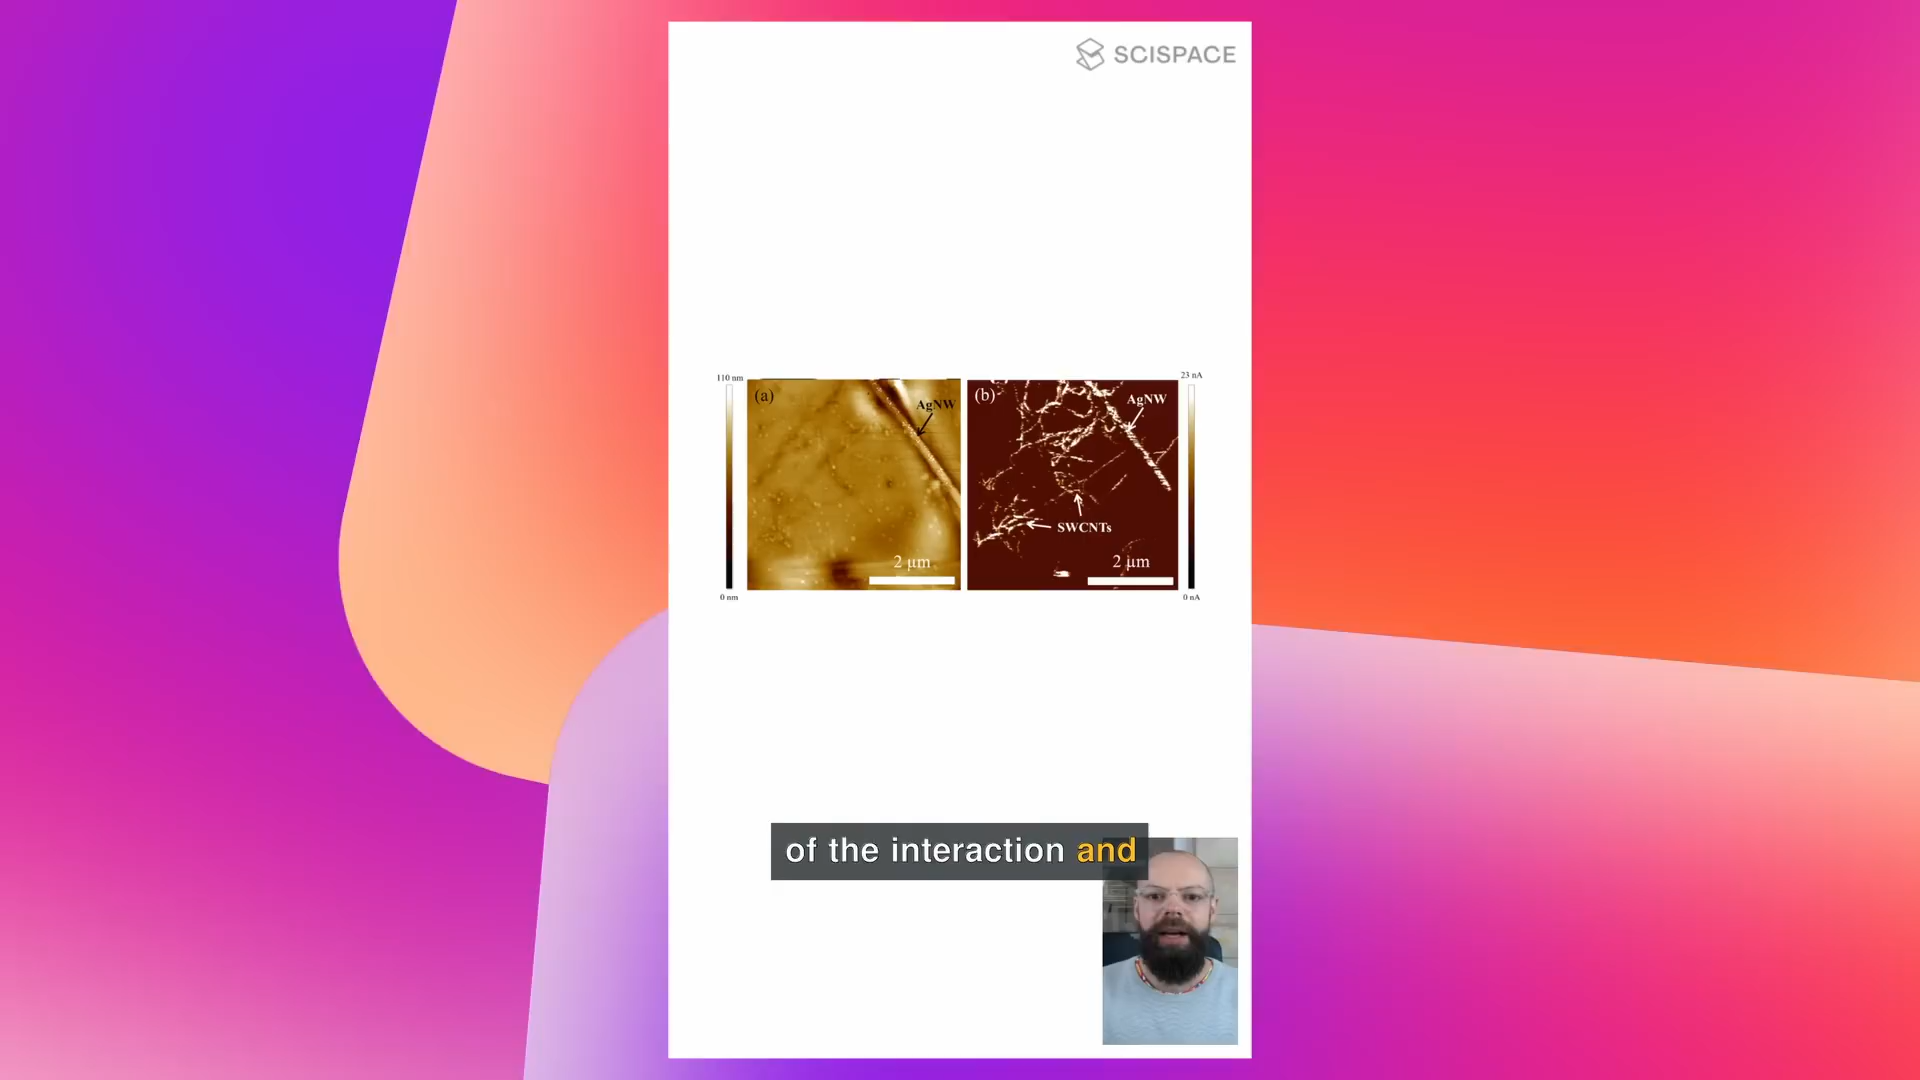 SCISPACE
110 nm
(a)
AgNW
2 µm
0 nm
23 nA
(b)
AgNW
SWCNTs
2 µm
0 nA
of the interaction and